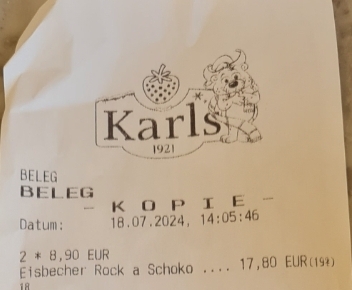 Karls
1921
BELEG
BELEG
- K O P I E -
Datum: 18.07.2024, 14:05:46
2 * 8,90 EUR
Eisbecher Rock a Schoko .... 17,80 EUR(19%)
18